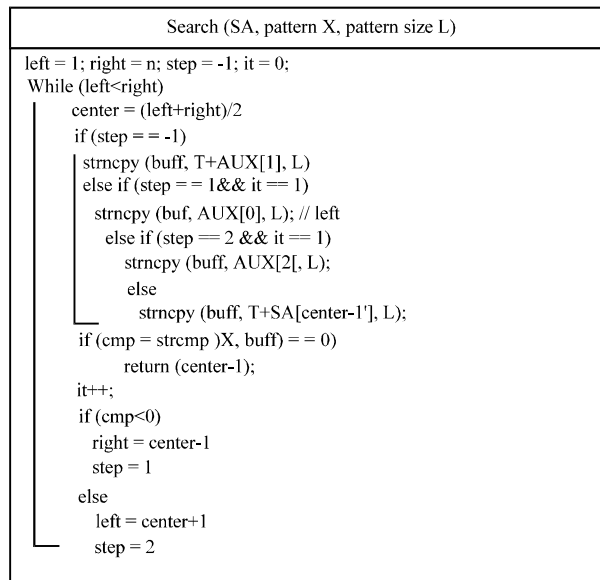 Search (SA, pattern X, pattern size L)
left = 1; right = n; step = -1; it = 0;
While (left<right)
center = (left+right)/2
if (step = = -1)
strncpy (buff, T+AUX[1], L)
else if (step = = 1&& it == 1)
strncpy (buf, AUX[0], L); // left
else if (step == 2 && it == 1)
strncpy (buff, AUX[2[, L);
else
strncpy (buff, T+SA[center-1'], L);
if (cmp = strcmp )X, buff) = = 0)
return (center-1);
it++;
if (cmp<0)
right = center-1
step = 1
else
left = center+1
step = 2